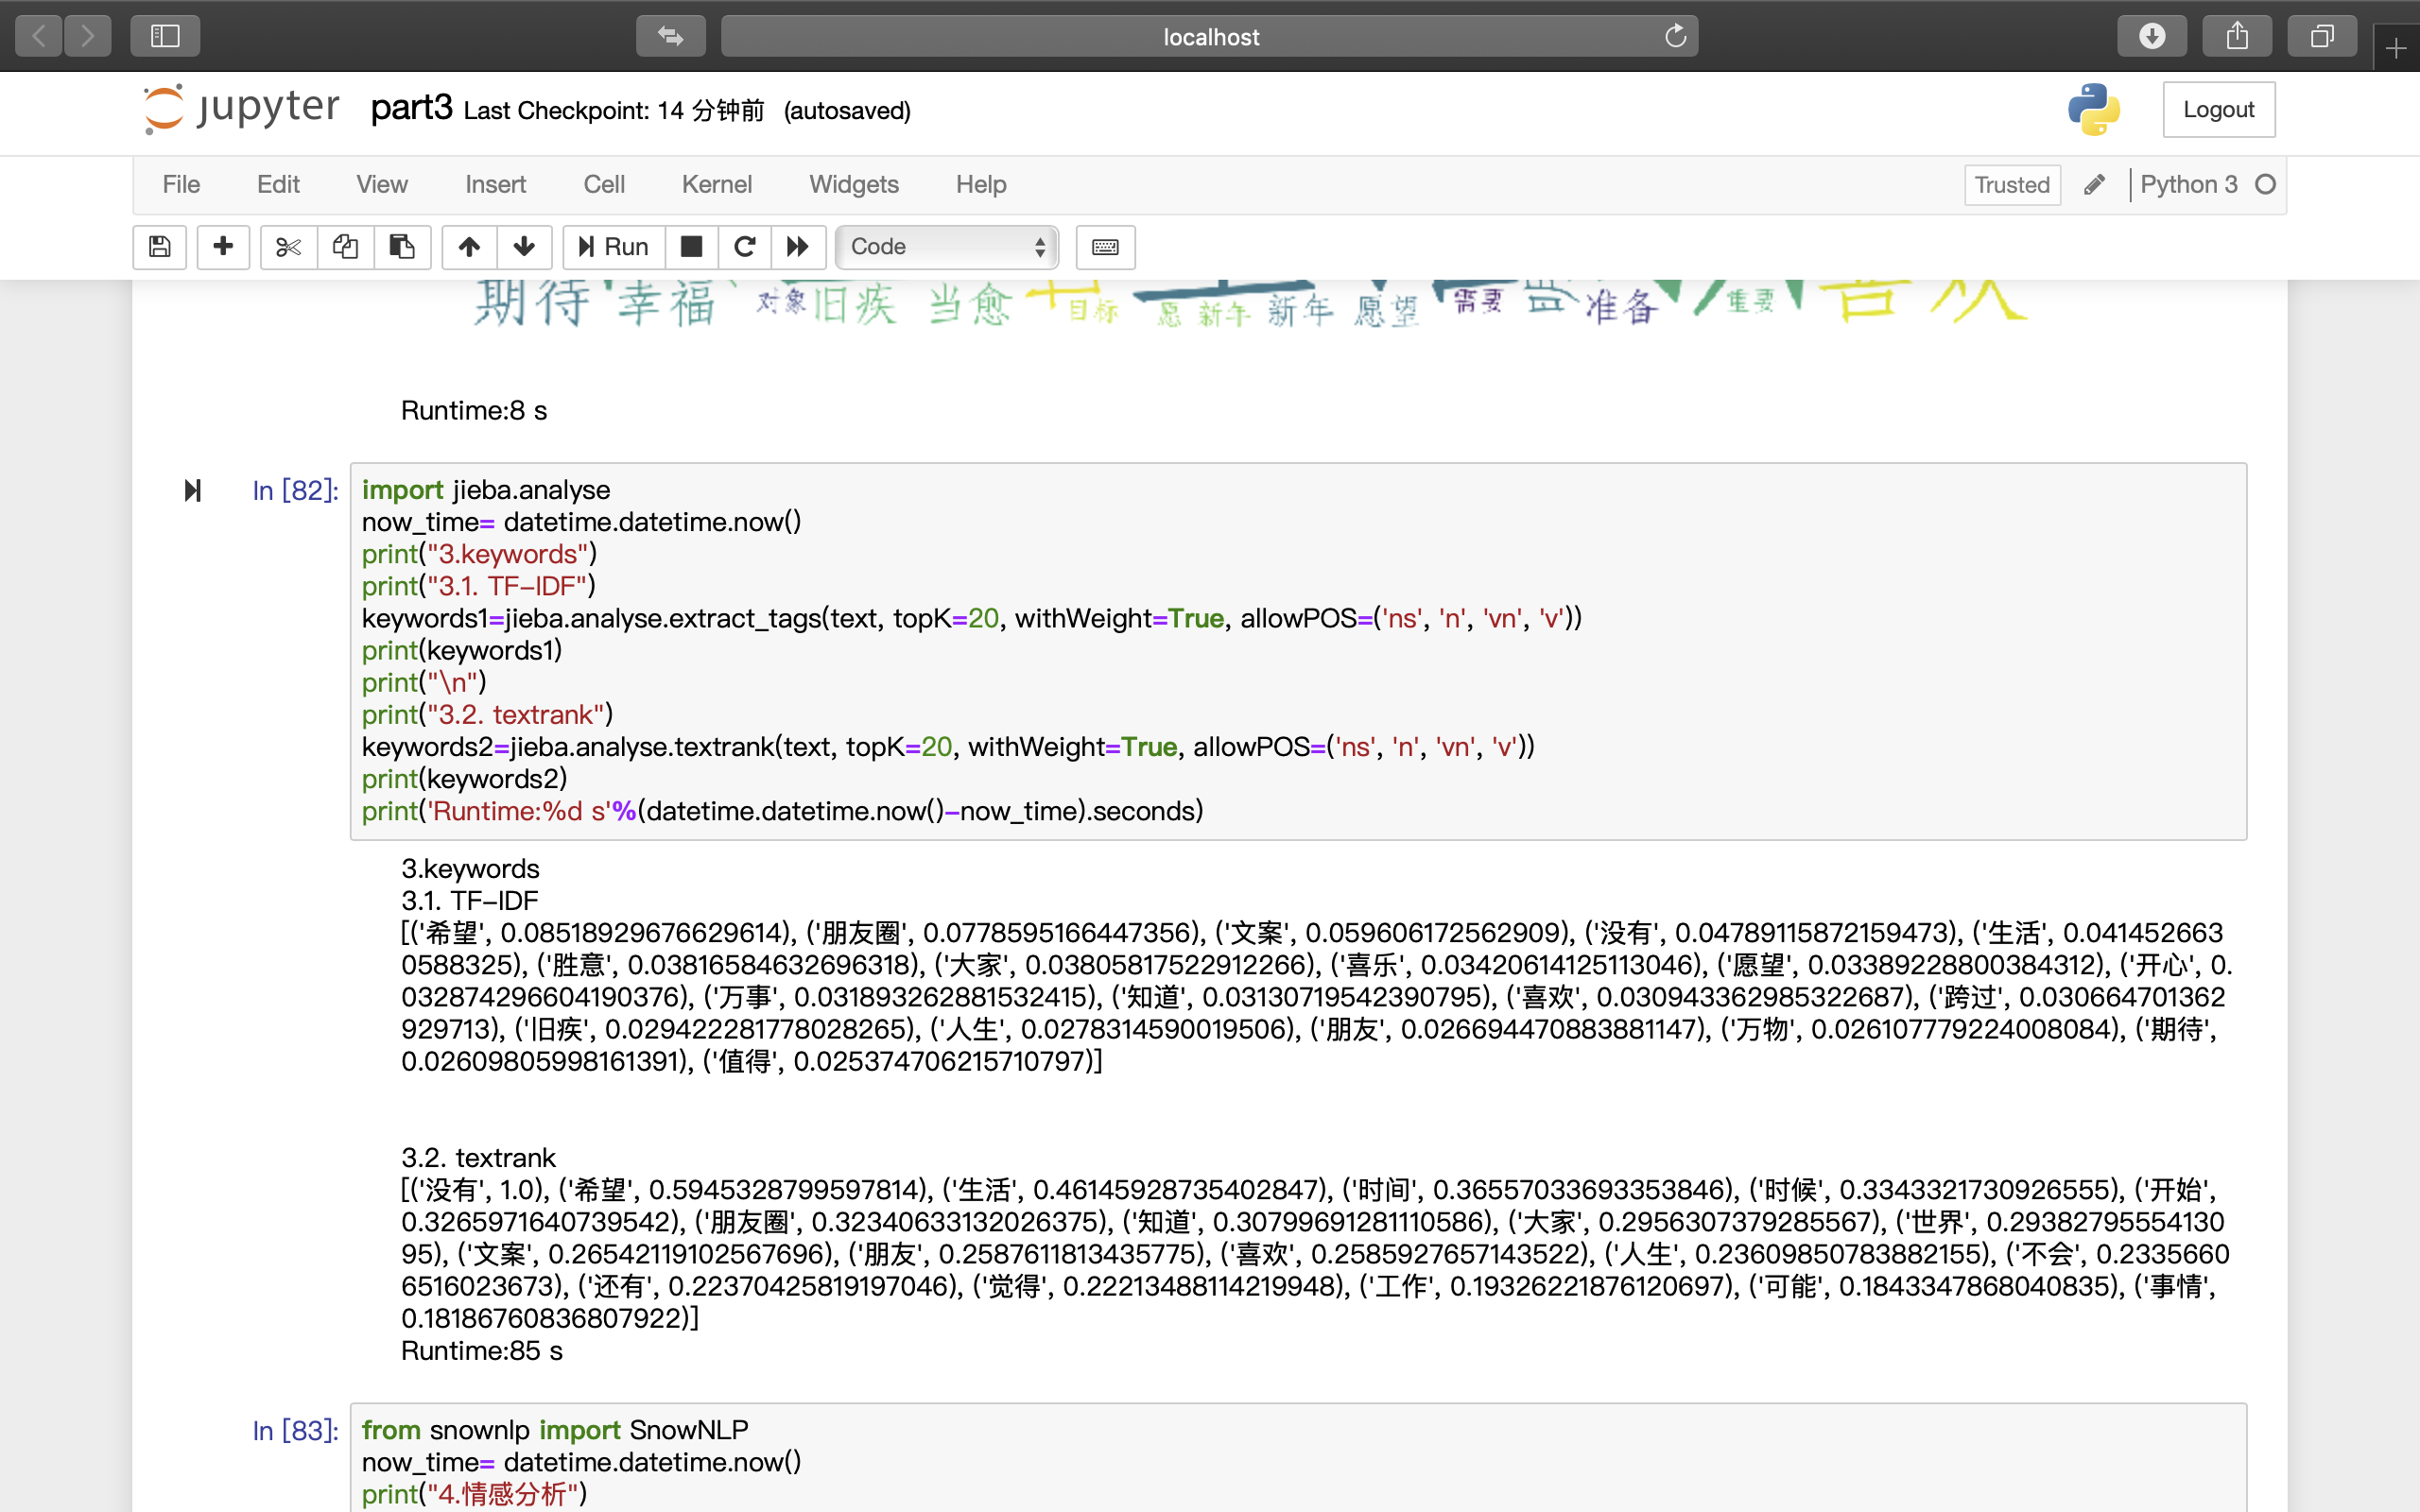 localhost
jupyter part3 Last Checkpoint: 14 分钟前 (autosaved)
Logout
File Edit View Insert Cell Kernel Widgets Help
Trusted Python 3
Run Code
期待 幸福 对象 旧疾 当愈 目标 愿 新年 新年 愿望 需要 准备 重要 喜欢
Runtime:8 s
In [82]:
import jieba.analyse
now_time= datetime.datetime.now()
print("3.keywords")
print("3.1. TF-IDF")
keywords1=jieba.analyse.extract_tags(text, topK=20, withWeight=True, allowPOS=('ns', 'n', 'vn', 'v'))
print(keywords1)
print("\n")
print("3.2. textrank")
keywords2=jieba.analyse.textrank(text, topK=20, withWeight=True, allowPOS=('ns', 'n', 'vn', 'v'))
print(keywords2)
print('Runtime:%d s'%(datetime.datetime.now()-now_time).seconds)
3.keywords
3.1. TF-IDF
[('希望', 0.08518929676629614), ('朋友圈', 0.0778595166447356), ('文案', 0.059606172562909), ('没有', 0.04789115872159473), ('生活', 0.041452663
0588325), ('胜意', 0.03816584632696318), ('大家', 0.03805817522912266), ('喜乐', 0.03420614125113046), ('愿望', 0.03389228800384312), ('开心', 0.
032874296604190376), ('万事', 0.031893262881532415), ('知道', 0.03130719542390795), ('喜欢', 0.030943362985322687), ('跨过', 0.030664701362
929713), ('旧疾', 0.029422281778028265), ('人生', 0.0278314590019506), ('朋友', 0.026694470883881147), ('万物', 0.026107779224008084), ('期待',
0.02609805998161391), ('值得', 0.025374706215710797)]
3.2. textrank
[('没有', 1.0), ('希望', 0.5945328799597814), ('生活', 0.46145928735402847), ('时间', 0.36557033693353846), ('时候', 0.3343321730926555), ('开始',
0.3265971640739542), ('朋友圈', 0.32340633132026375), ('知道', 0.30799691281110586), ('大家', 0.2956307379285567), ('世界', 0.2938279555413
095), ('文案', 0.26542119102567696), ('朋友', 0.2587611813435775), ('喜欢', 0.2585927657143522), ('人生', 0.23609850783882155), ('不会', 0.2335660
6516023673), ('还有', 0.22370425819197046), ('觉得', 0.22213488114219948), ('工作', 0.19326221876120697), ('可能', 0.1843347868040835), ('事情',
0.18186760836807922)]
Runtime:85 s
In [83]:
from snownlp import SnowNLP
now_time= datetime.datetime.now()
print("4.情感分析")